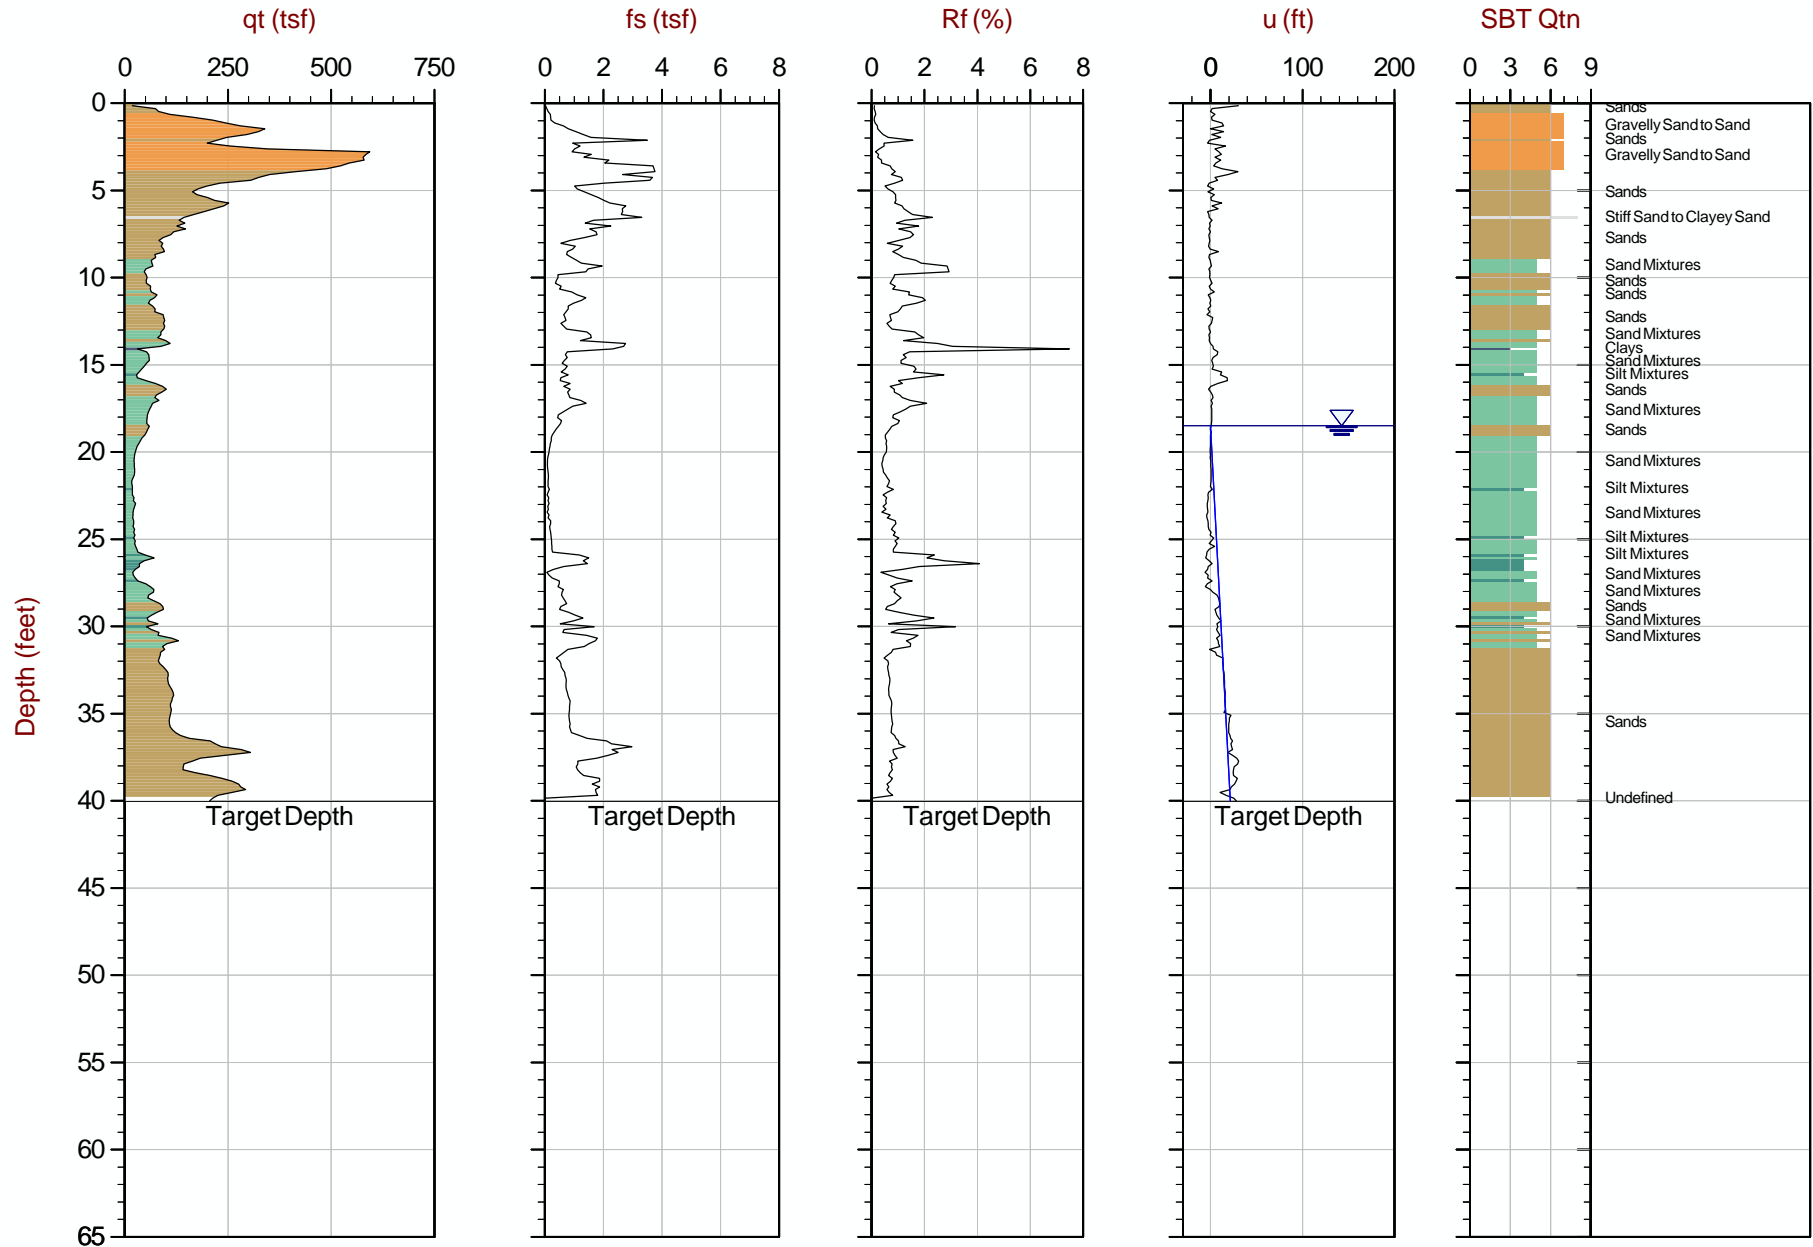 qt (tsf) fs (tsf) Rf (%) u (ft) SBT Qtn
0 250 500 750 0 2 4 6 8 0 2 4 6 8 0 100 200 0 3 6 9
0
5
10
15
20
25
30
35
40
45
50
55
60
65
Depth (feet)
Sands
Gravelly Sand to Sand
Sands
Gravelly Sand to Sand
Sands
Stiff Sand to Clayey Sand
Sands
Sand Mixtures
Sands
Sands
Sands
Sand Mixtures
Clays
Sand Mixtures
Silt Mixtures
Sands
Sand Mixtures
Sands
Sand Mixtures
Silt Mixtures
Sand Mixtures
Silt Mixtures
Silt Mixtures
Sand Mixtures
Sand Mixtures
Sands
Sand Mixtures
Sand Mixtures
Sands
Undefined
Target Depth Target Depth Target Depth Target Depth